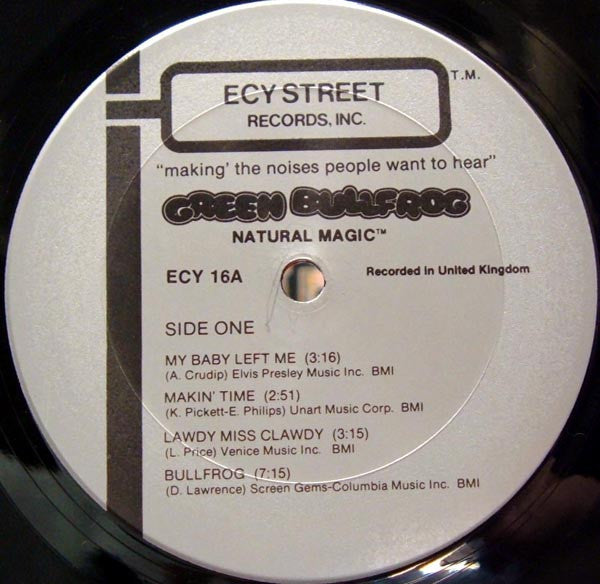 ECY STREET
RECORDS, INC.
T.M.
"making' the noises people want to hear"
GREEN BULLFROG
NATURAL MAGIC™
ECY 16A
Recorded in United Kingdom
SIDE ONE
MY BABY LEFT ME (3:16)
(A. Crudip) Elvis Presley Music Inc. BMI
MAKIN' TIME (2:51)
(K. Pickett-E. Philips) Unart Music Corp. BMI
LAWDY MISS CLAWDY (3:15)
(L. Price) Venice Music Inc. BMI
BULLFROG (7:15)
(D. Lawrence) Screen Gems-Columbia Music Inc. BMI